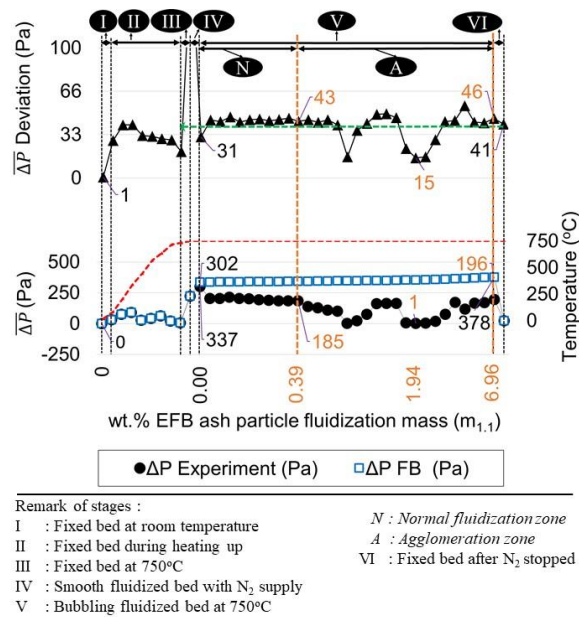 I II III IV V VI
N A
ΔP Deviation (Pa)
100
66
33
0
43
46
31
1
15
41
ΔP (Pa)
500
250
0
-250
Temperature (°C)
750
500
250
0
302
196
1
0
337
185
378
0
0.00
0.39
1.94
6.96
wt.% EFB ash particle fluidization mass (m1.1)
ΔP Experiment (Pa) ΔP FB (Pa)
Remark of stages :
I : Fixed bed at room temperature
II : Fixed bed during heating up
III : Fixed bed at 750°C
IV : Smooth fluidized bed with N2 supply
V : Bubbling fluidized bed at 750°C
N : Normal fluidization zone
A : Agglomeration zone
VI : Fixed bed after N2 stopped